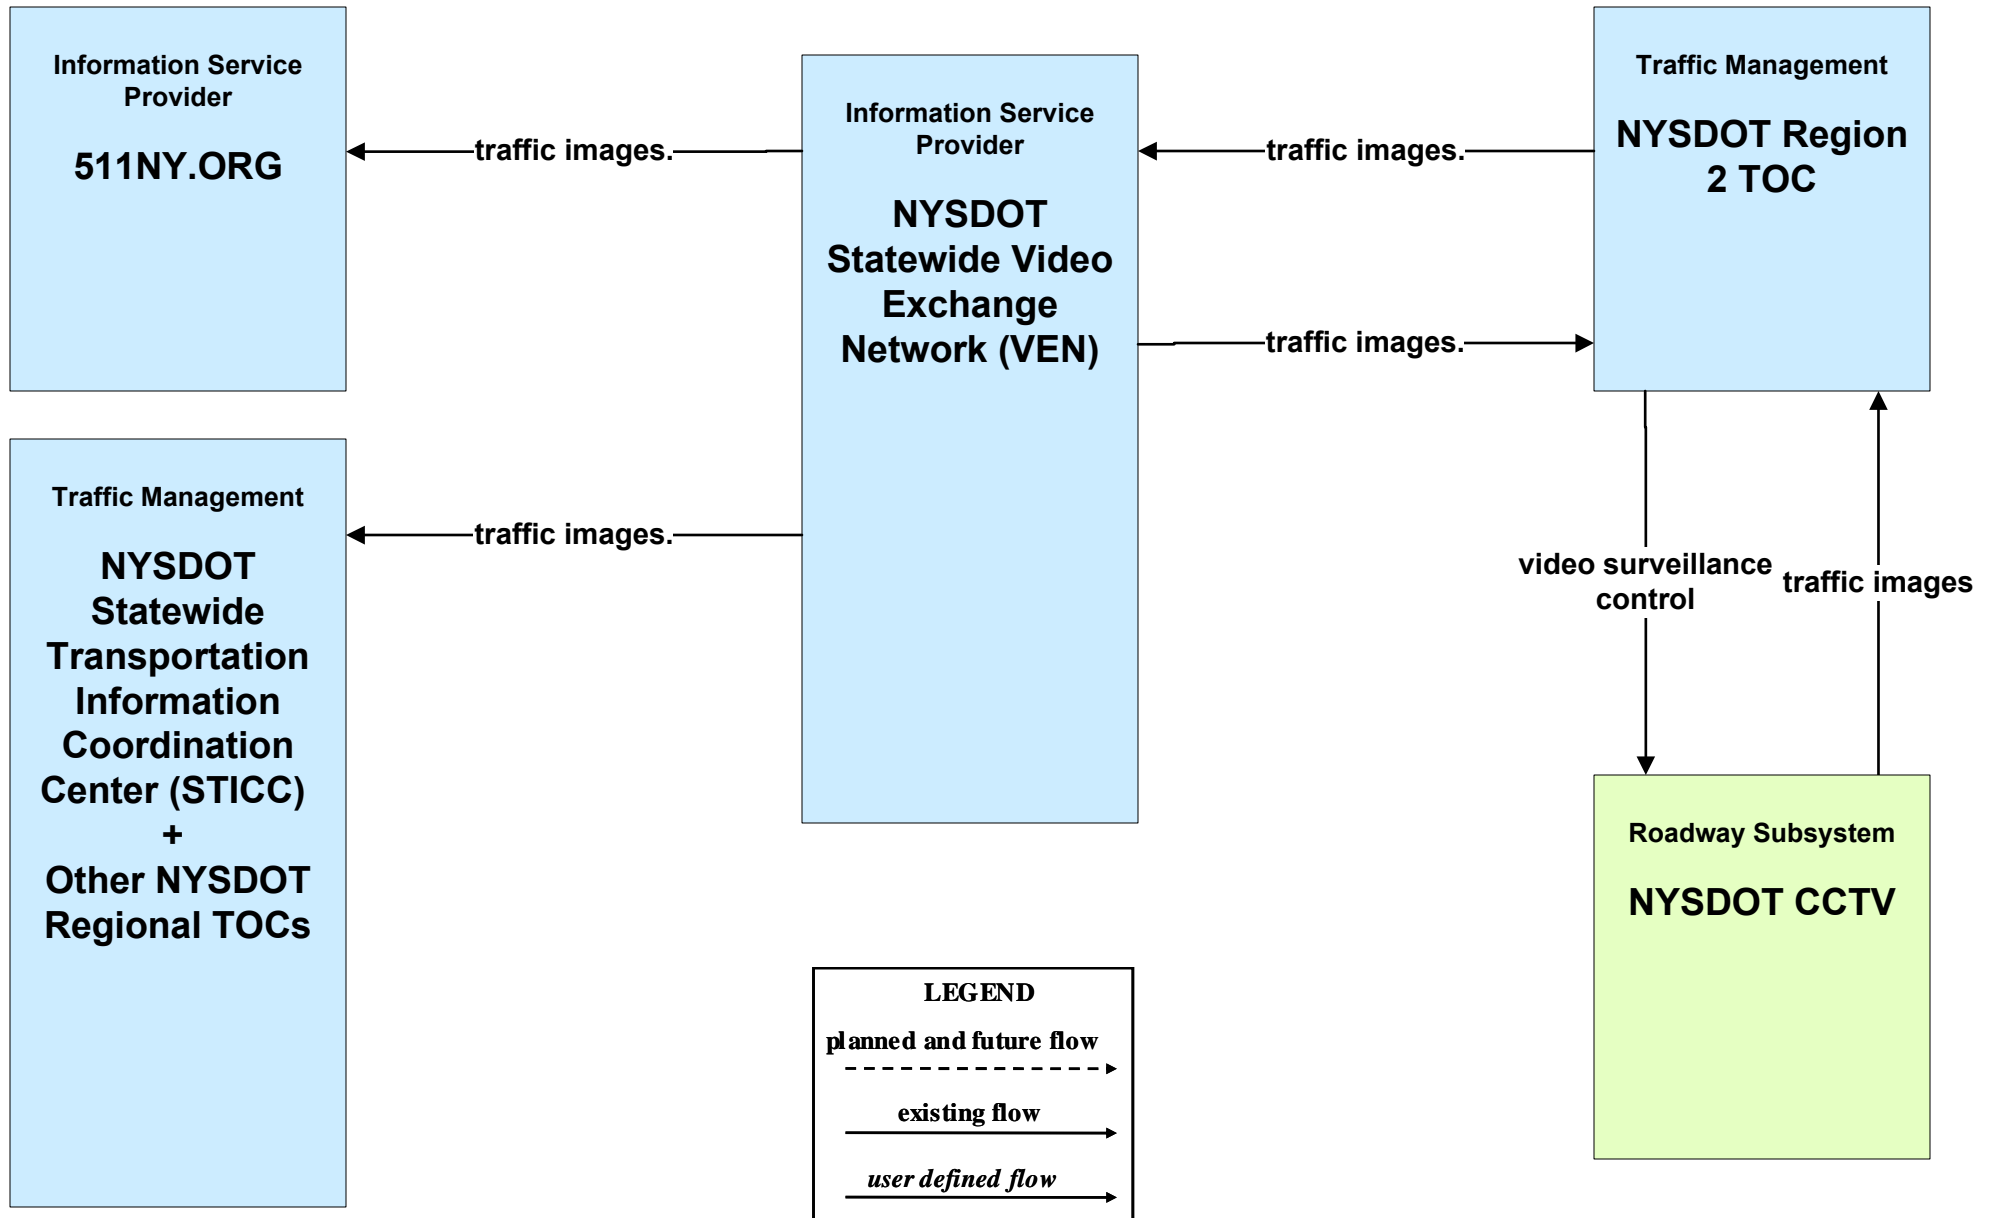 Information Service
Provider
511NY.ORG
traffic images.
Information Service
Provider
NYSDOT
Statewide Video
Exchange
Network (VEN)
traffic images.
traffic images.
Traffic Management
NYSDOT Region
2 TOC
Traffic Management
NYSDOT
Statewide
Transportation
Information
Coordination
Center (STICC)
+
Other NYSDOT
Regional TOCs
traffic images.
video surveillance
control
traffic images
Roadway Subsystem
NYSDOT CCTV
LEGEND
planned and future flow
existing flow
user defined flow